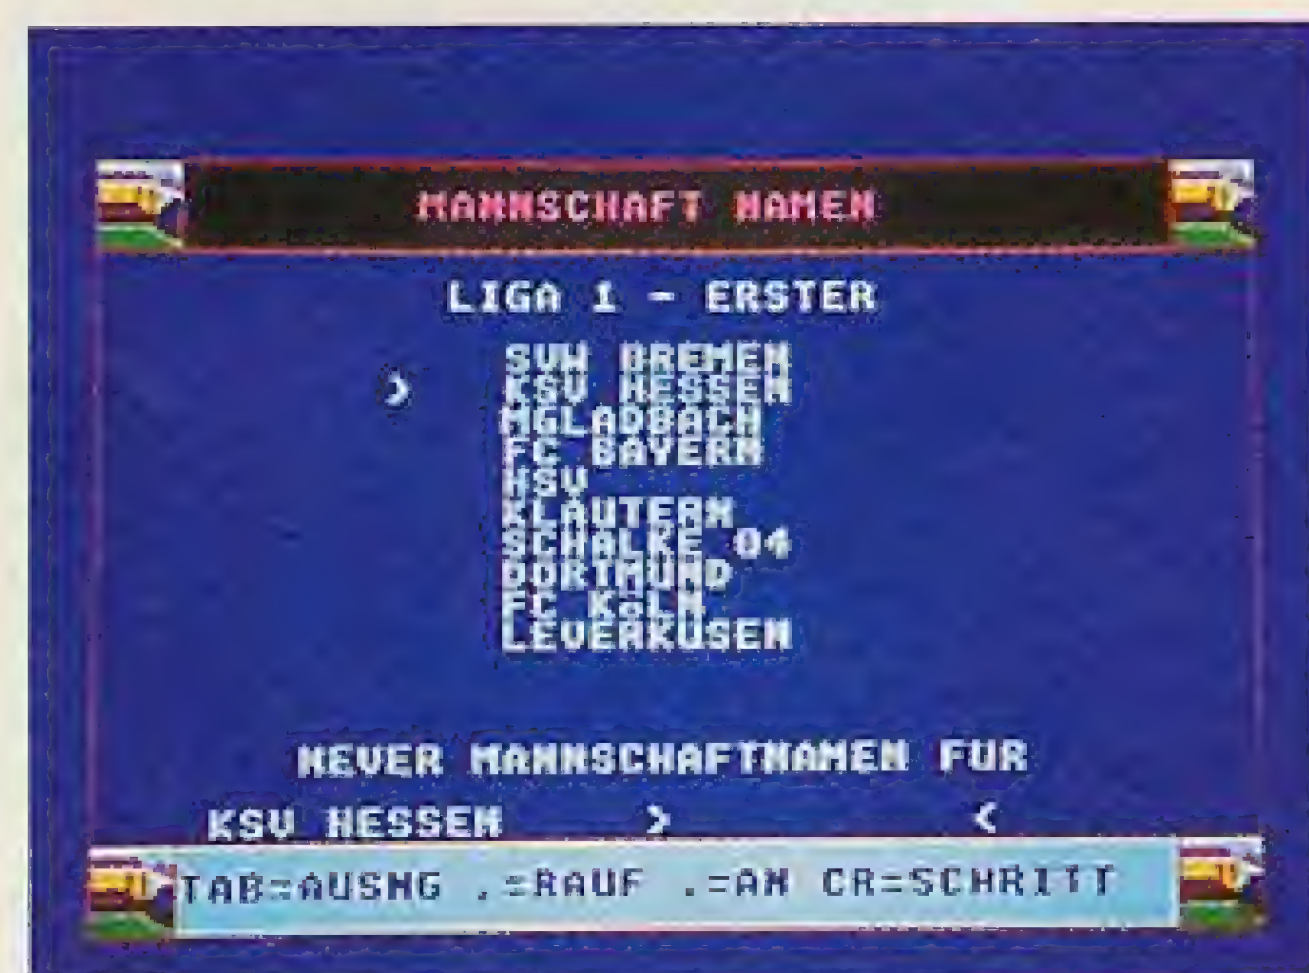 MANNSCHAFT NAMEN
LIGA 1 - ERSTER
SVW BREMEN
> KSV HESSEN
MGLADBACH
FC BAYERN
HSV
KLAUTERN
SCHALKE 04
DORTMUND
FC KoLN
LEVERKUSEN
NEVER MANNSCHAFTNAMEN FUR
KSV HESSEN > <
TAB=AUSNG .=RAUF .=AN CR=SCHRITT